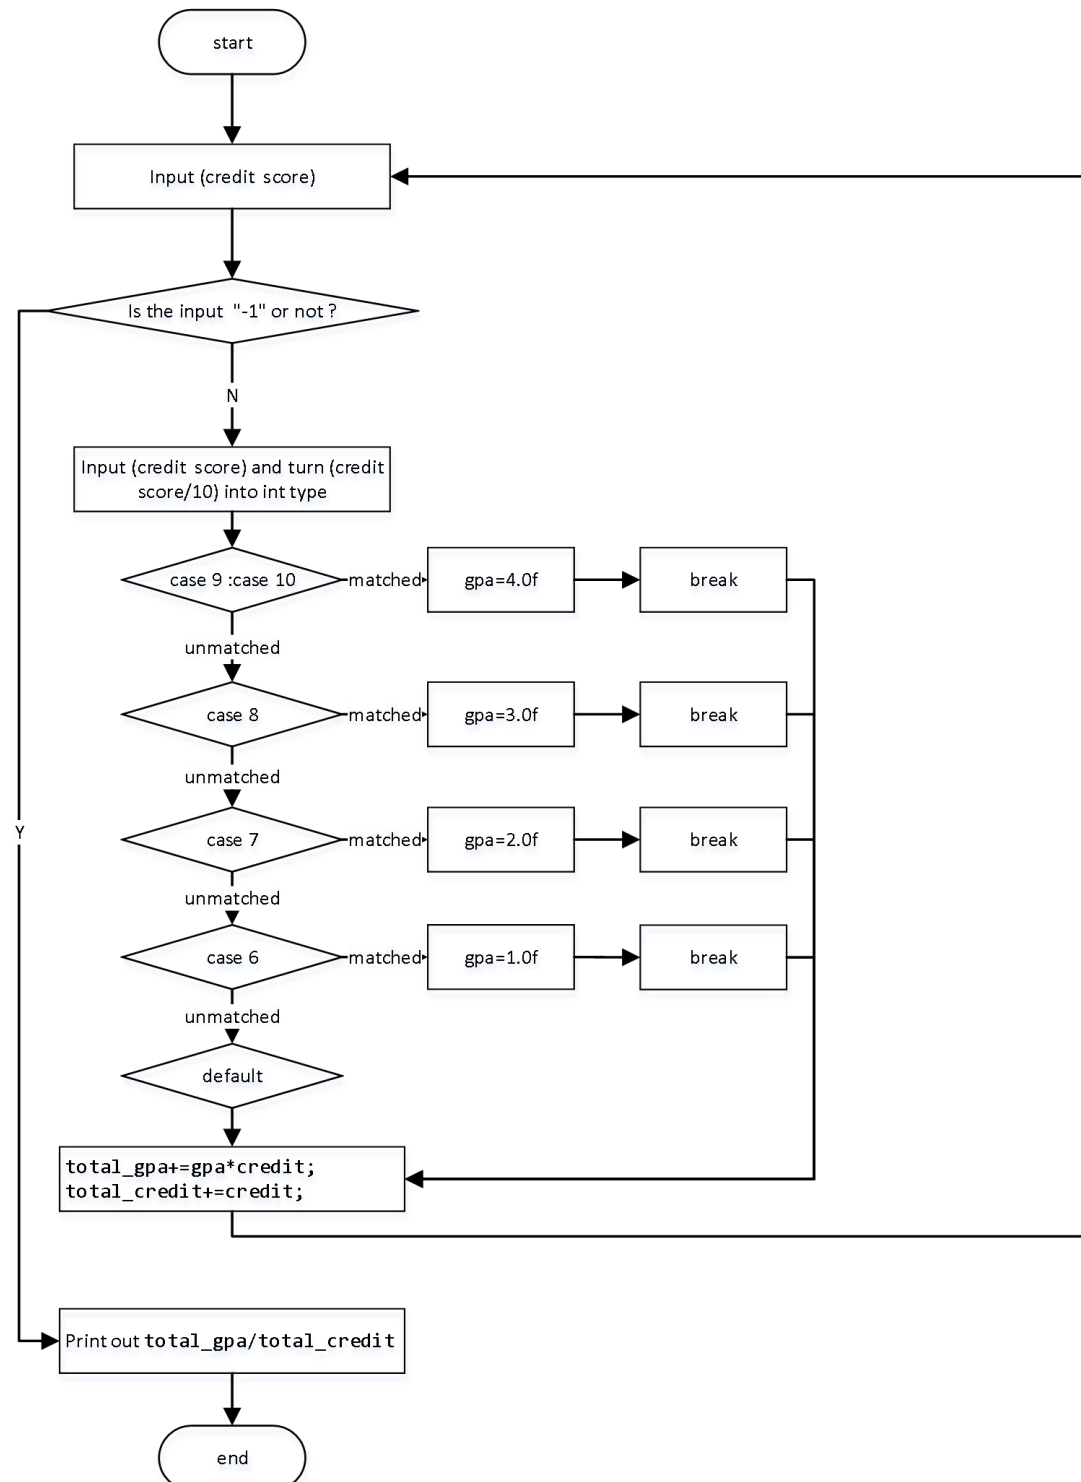 start
Input (credit score)
Is the input "-1" or not ?
N
Input (credit score) and turn (credit
score/10) into int type
case 9 :case 10
matched
gpa=4.0f
break
unmatched
case 8
matched
gpa=3.0f
break
unmatched
Y
case 7
matched
gpa=2.0f
break
unmatched
case 6
matched
gpa=1.0f
break
unmatched
default
total_gpa+=gpa*credit;
total_credit+=credit;
Print out total_gpa/total_credit
end